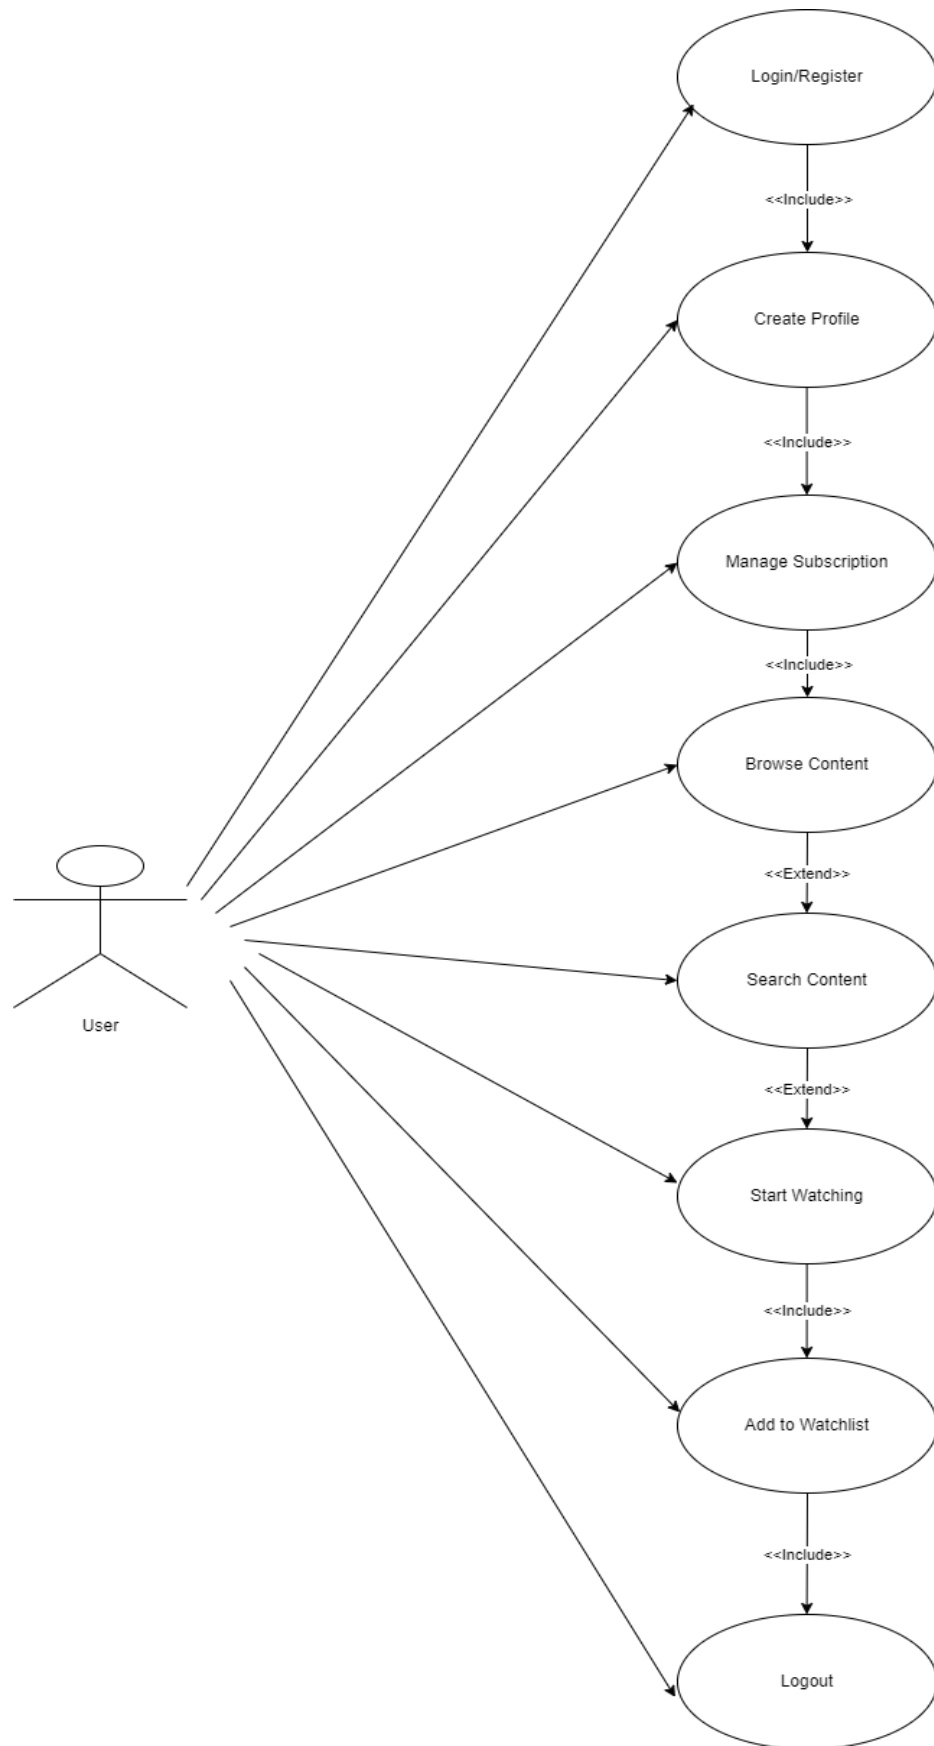 Login/Register
<<Include>>
Create Profile
<<Include>>
Manage Subscription
<<Include>>
Browse Content
<<Extend>>
Search Content
User
<<Extend>>
Start Watching
<<Include>>
Add to Watchlist
<<Include>>
Logout